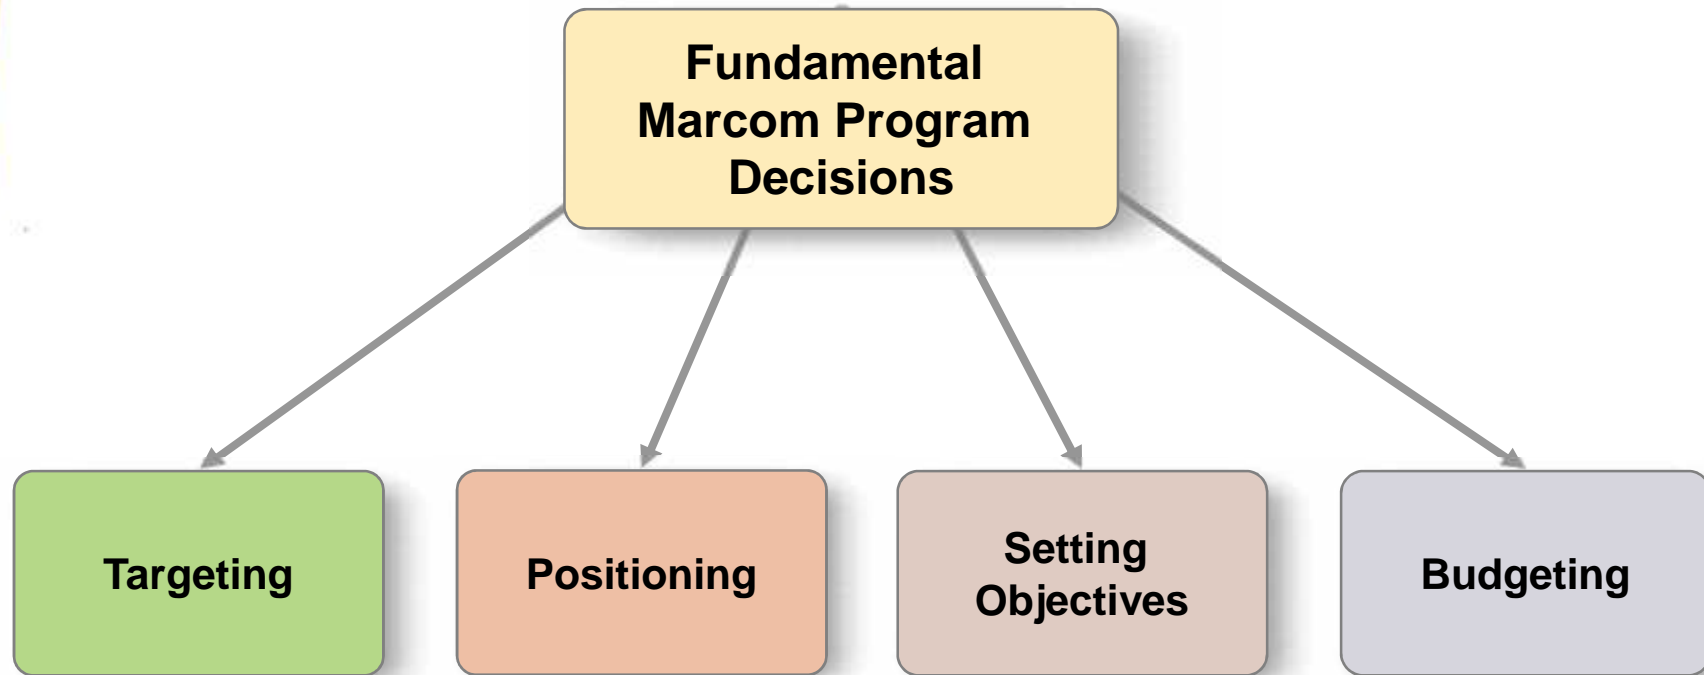 Fundamental
Marcom Program
Decisions
Targeting
Positioning
Setting
Objectives
Budgeting